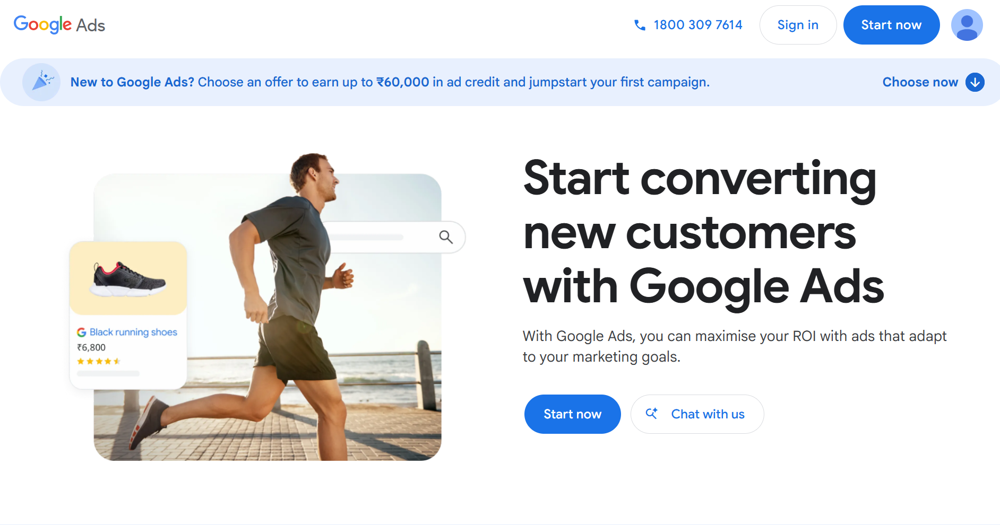 Google Ads
1800 309 7614
Sign in
Start now
New to Google Ads? Choose an offer to earn up to ₹60,000 in ad credit and jumpstart your first campaign.
Choose now
Start converting
new customers
with Google Ads
With Google Ads, you can maximise your ROI with ads that adapt
to your marketing goals.
Start now
Chat with us
G Black running shoes
₹6,800